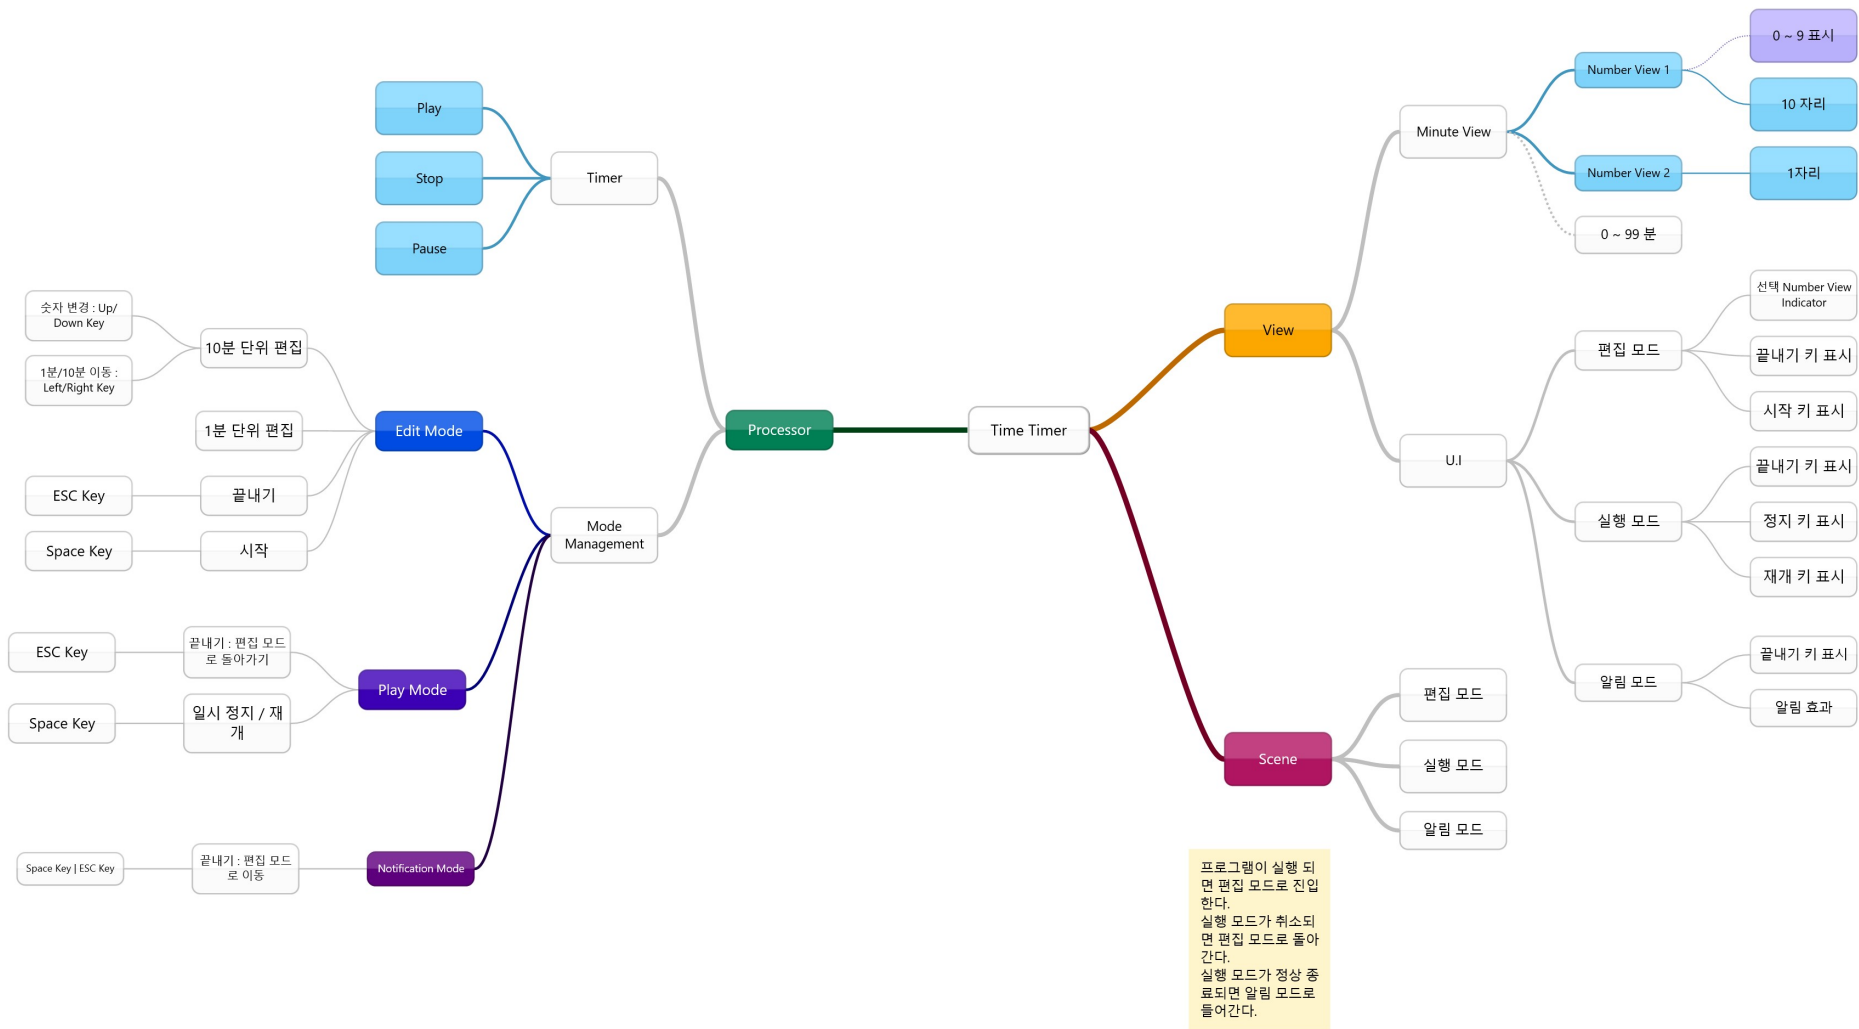 Time Timer
Processor
Timer
Play
Stop
Pause
Mode
Management
Edit Mode
10분 단위 편집
숫자 변경 : Up/
Down Key
1분/10분 이동 :
Left/Right Key
1분 단위 편집
끝내기
ESC Key
시작
Space Key
Play Mode
끝내기 : 편집 모드
로 돌아가기
ESC Key
일시 정지 / 재
개
Space Key
Notification Mode
끝내기 : 편집 모드
로 이동
Space Key | ESC Key
View
Minute View
Number View 1
0 ~ 9 표시
10 자리
Number View 2
1자리
0 ~ 99 분
U.I
편집 모드
선택 Number View
Indicator
끝내기 키 표시
시작 키 표시
실행 모드
끝내기 키 표시
정지 키 표시
재개 키 표시
알림 모드
끝내기 키 표시
알림 효과
Scene
편집 모드
실행 모드
알림 모드
프로그램이 실행 되
면 편집 모드로 진입
한다.
실행 모드가 취소되
면 편집 모드로 돌아
간다.
실행 모드가 정상 종
료되면 알림 모드로
들어간다.